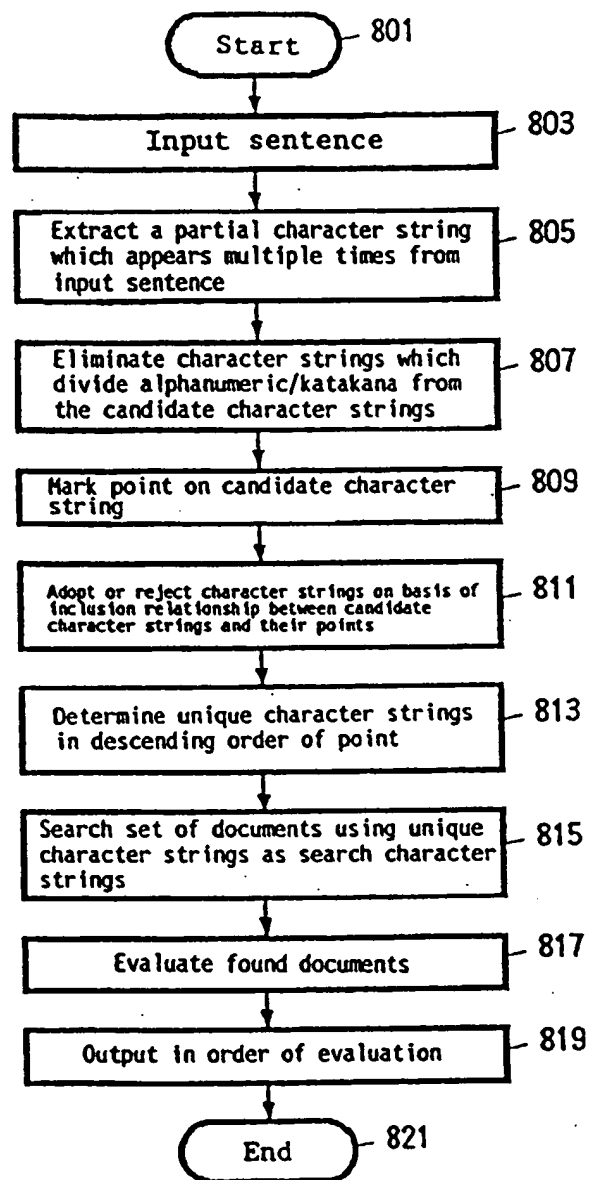 Start
801
Input sentence
803
Extract a partial character string
which appears multiple times from
input sentence
805
Eliminate character strings which
divide alphanumeric/katakana from
the candidate character strings
807
Mark point on candidate character
string
809
Adopt or reject character strings on basis of
inclusion relationship between candidate
character strings and their points
811
Determine unique character strings
in descending order of point
813
Search set of documents using unique
character strings as search character
strings
815
Evaluate found documents
817
Output in order of evaluation
819
End
821